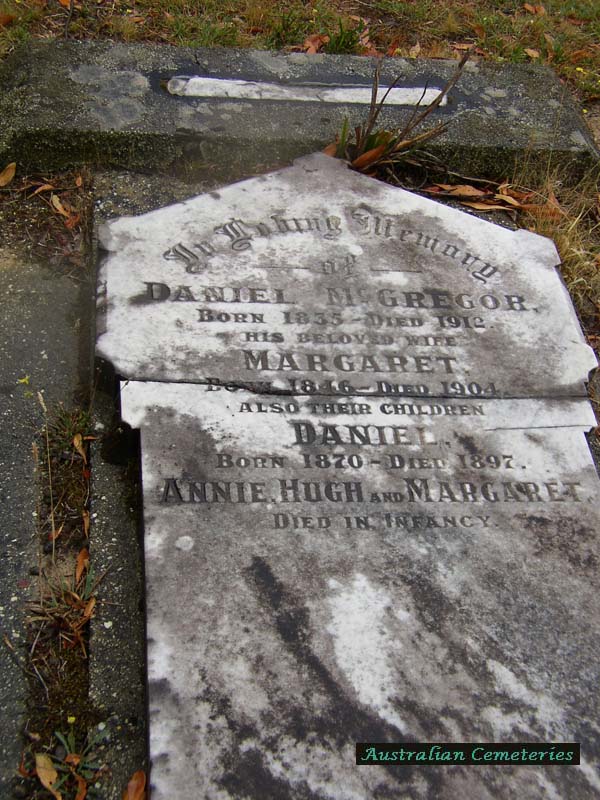 In Loving Memory
of
DANIEL McGREGOR.
BORN 1835 - DIED 1912.
HIS BELOVED WIFE
MARGARET.
BORN 1846 - DIED 1904.
ALSO THEIR CHILDREN
DANIEL.
BORN 1870 - DIED 1897.
ANNIE, HUGH AND MARGARET.
DIED IN INFANCY.
Australian Cemeteries